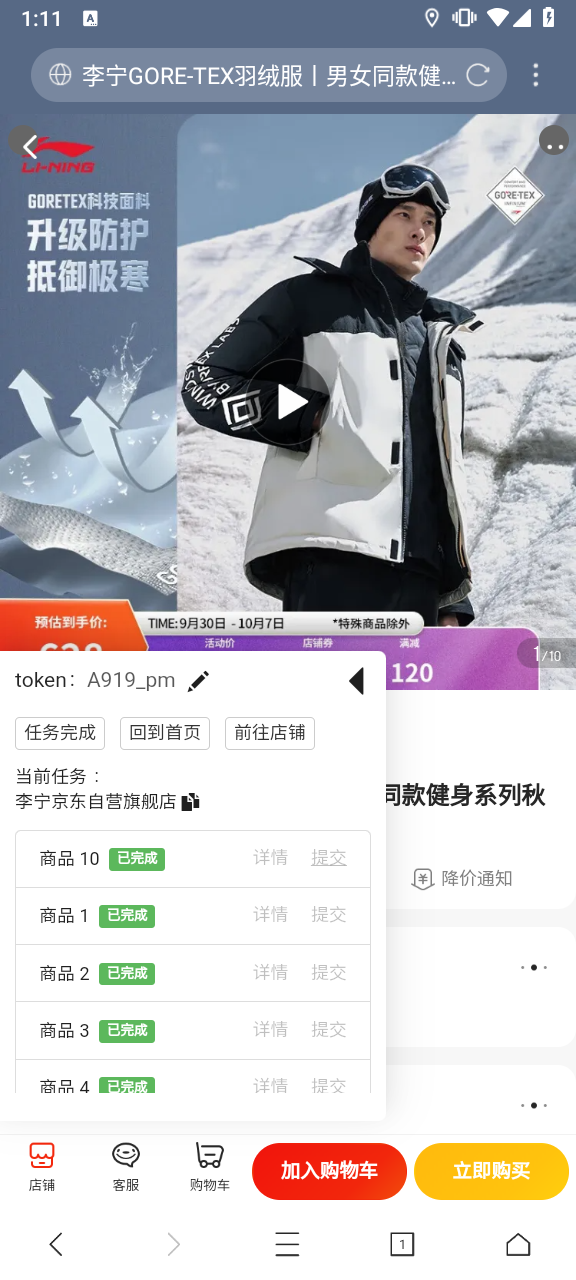 1:11
A
李宁GORE-TEX羽绒服丨男女同款健...
LI-NING
GORETEX科技面料
升级防护
抵御极寒
GORE-TEX
WINDSTOPPER
BY GORE-TEX LABS
预估到手价:
TIME:9月30日 - 10月7日
*特殊商品除外
活动价
店铺券
满减
120
1/10
token: A919_pm
任务完成
回到首页
前往店铺
当前任务：
李宁京东自营旗舰店
同款健身系列秋
商品 10 已完成 详情 提交
降价通知
商品 1 已完成 详情 提交
商品 2 已完成 详情 提交
商品 3 已完成 详情 提交
商品 4 已完成 详情 提交
店铺
客服
购物车
加入购物车
立即购买
1